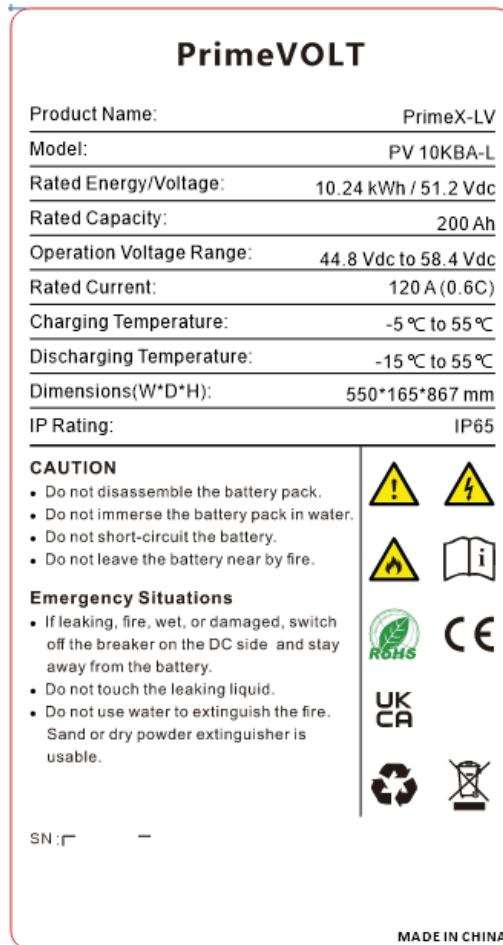 PrimeVOLT
Product Name: PrimeX-LV
Model: PV 10KBA-L
Rated Energy/Voltage: 10.24 kWh / 51.2 Vdc
Rated Capacity: 200 Ah
Operation Voltage Range: 44.8 Vdc to 58.4 Vdc
Rated Current: 120 A (0.6C)
Charging Temperature: -5 ℃ to 55 ℃
Discharging Temperature: -15 ℃ to 55 ℃
Dimensions(W*D*H): 550*165*867 mm
IP Rating: IP65
CAUTION
• Do not disassemble the battery pack.
• Do not immerse the battery pack in water.
• Do not short-circuit the battery.
• Do not leave the battery near by fire.
Emergency Situations
• If leaking, fire, wet, or damaged, switch
off the breaker on the DC side and stay
away from the battery.
• Do not touch the leaking liquid.
• Do not use water to extinguish the fire.
Sand or dry powder extinguisher is
usable.
i
RoHS
CE
UK
CA
SN :
MADE IN CHINA